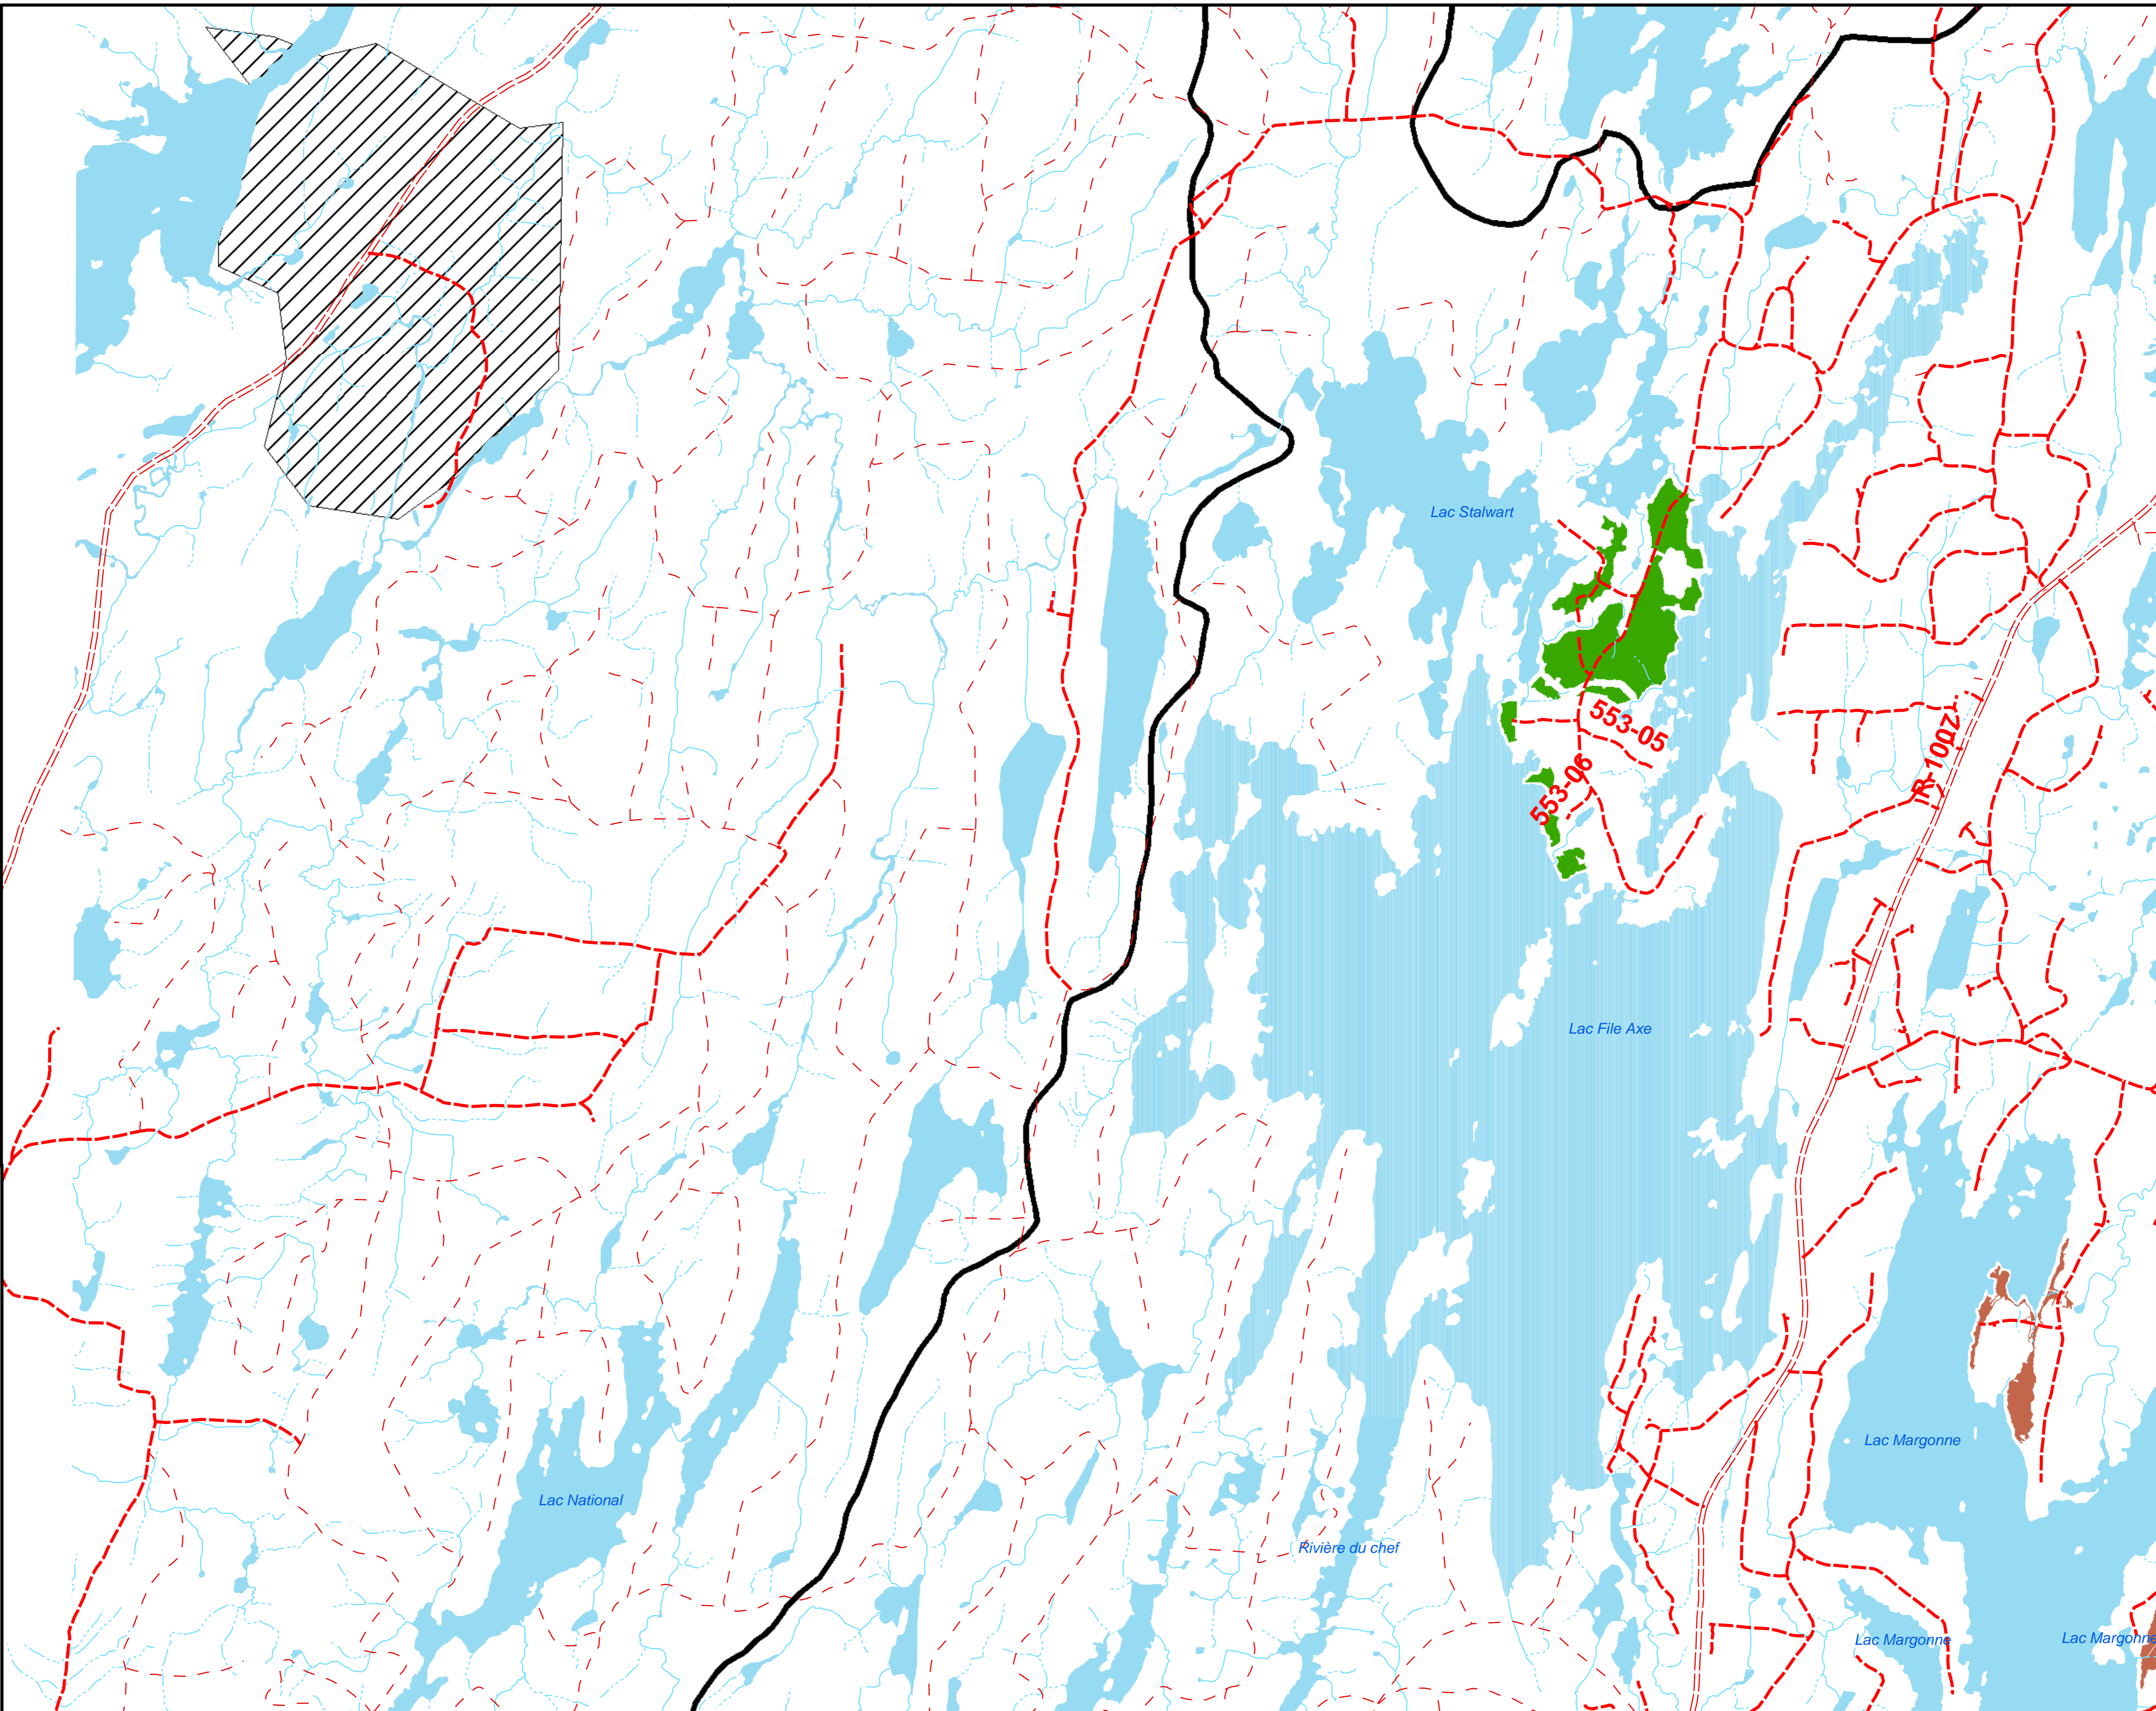 Lac Stalwart
553-05
R-1007
553-06
Lac File Axe
Lac Margonne
Lac National
Rivière du chef
Lac Margonne
Lac Margonne